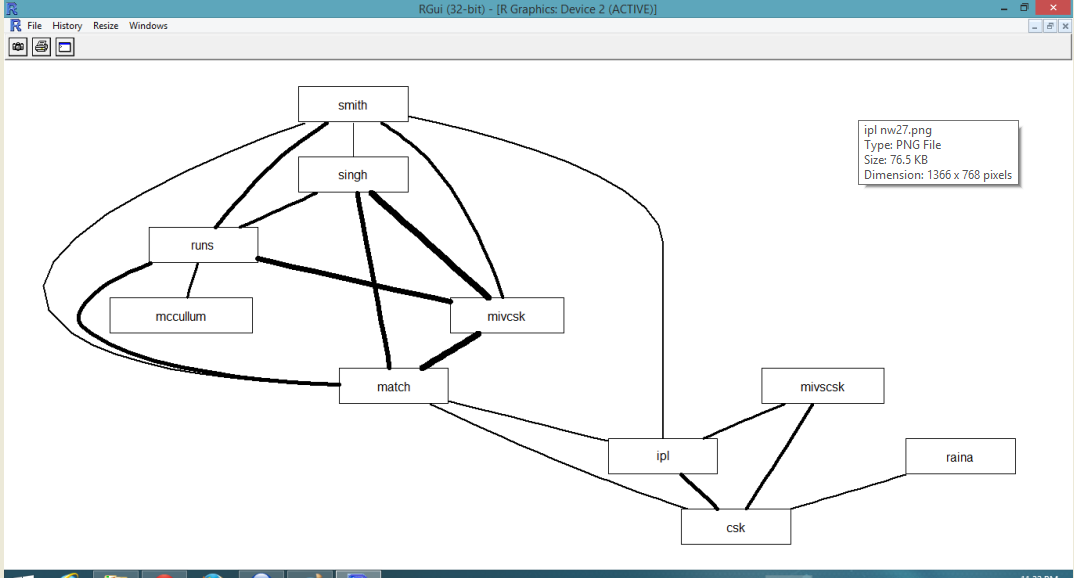 RGui (32-bit) - [R Graphics: Device 2 (ACTIVE)]
File History Resize Windows
smith
ipl nw27.png
Type: PNG File
Size: 76.5 KB
Dimension: 1366 x 768 pixels
singh
runs
mccullum
mivcsk
match
mivscsk
ipl
raina
csk